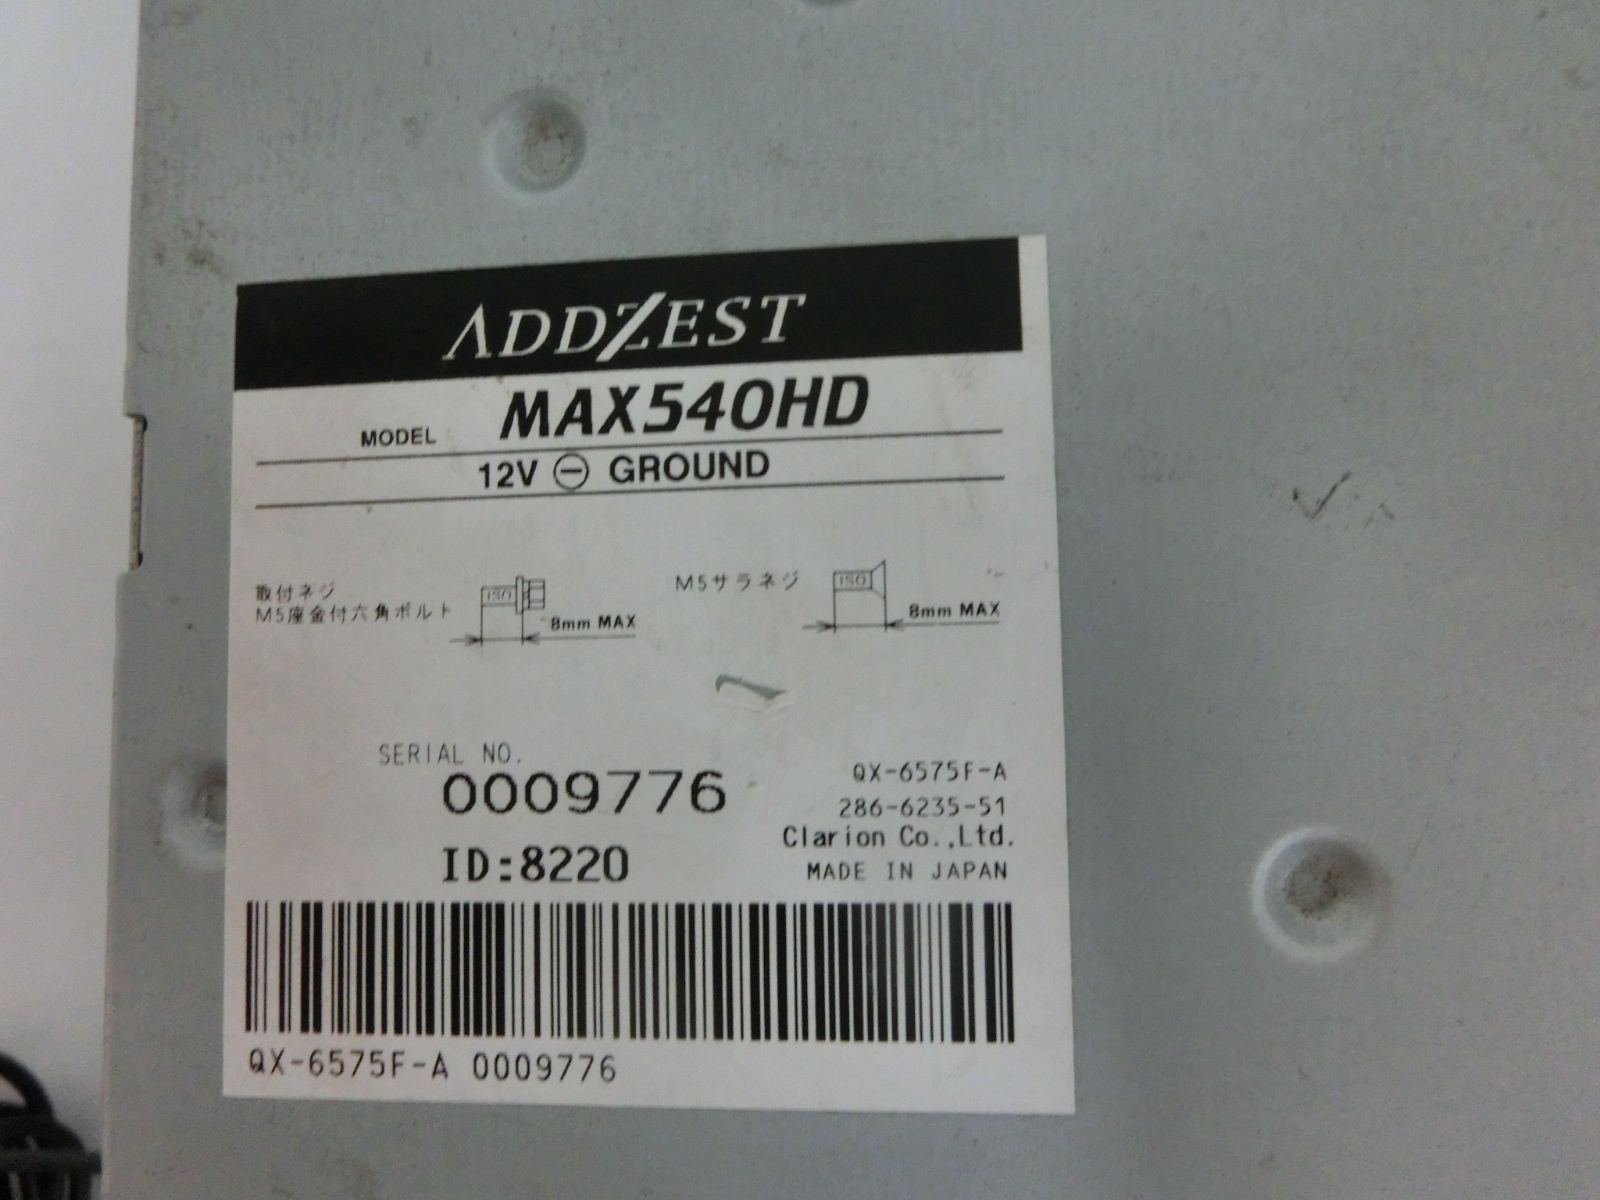 ADDZEST
MODEL MAX540HD
12V ⊖ GROUND
取付ネジ
M5座金付六角ボルト
ISO
8mm MAX
M5サラネジ
ISO
8mm MAX
SERIAL NO.
0009776
ID:8220
QX-6575F-A
286-6235-51
Clarion Co.,Ltd.
MADE IN JAPAN
QX-6575F-A 0009776